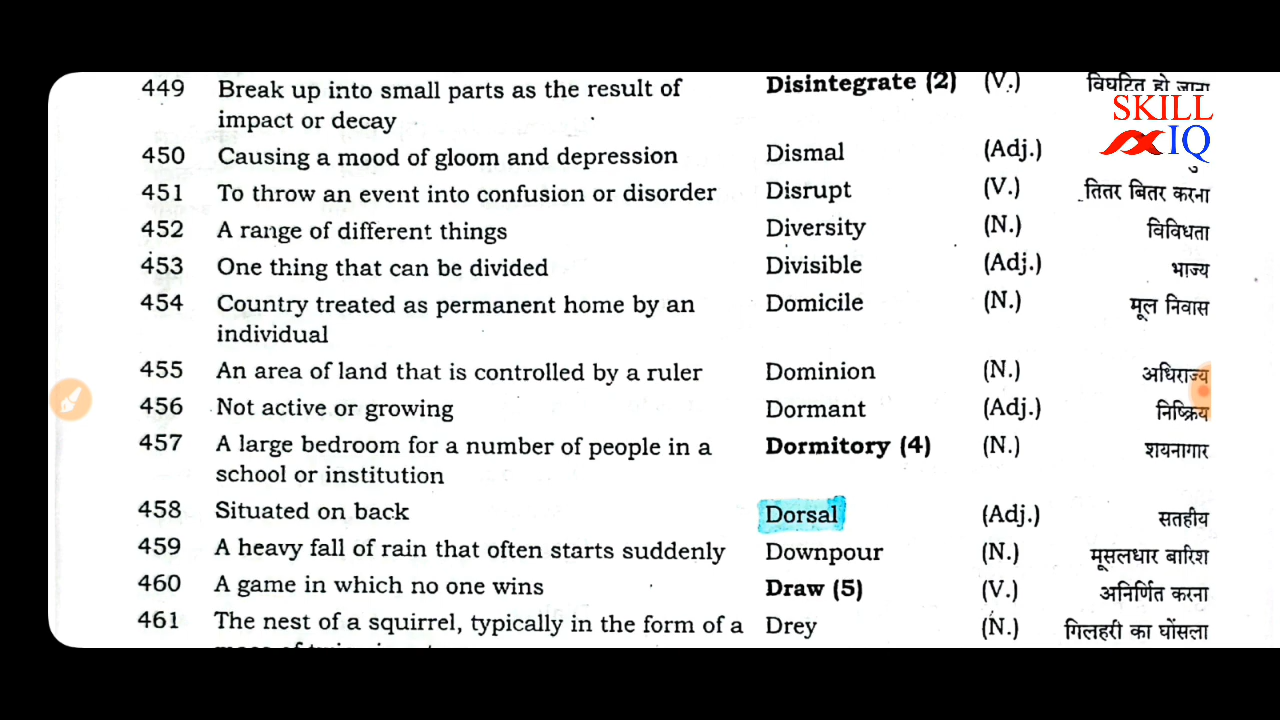 449 Break up into small parts as the result of Disintegrate (2) (V.) विघटित हो जाना
impact or decay
SKILL
IQ
450 Causing a mood of gloom and depression Dismal (Adj.)
451 To throw an event into confusion or disorder Disrupt (V.) तितर बितर करना
452 A range of different things Diversity (N.) विविधता
453 One thing that can be divided Divisible (Adj.) भाज्य
454 Country treated as permanent home by an Domicile (N.) मूल निवास
individual
455 An area of land that is controlled by a ruler Dominion (N.) अधिराज्य
456 Not active or growing Dormant (Adj.) निष्क्रिय
457 A large bedroom for a number of people in a Dormitory (4) (N.) शयनागार
school or institution
458 Situated on back Dorsal (Adj.) सतहीय
459 A heavy fall of rain that often starts suddenly Downpour (N.) मूसलधार बारिश
460 A game in which no one wins Draw (5) (V.) अनिर्णित करना
461 The nest of a squirrel, typically in the form of a Drey (N.) गिलहरी का घोंसला